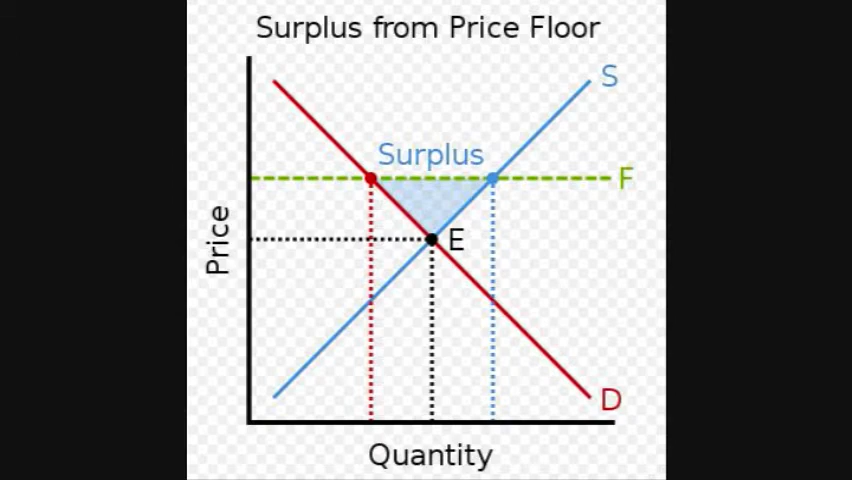 Surplus from Price Floor
S
Surplus
F
E
Price
D
Quantity